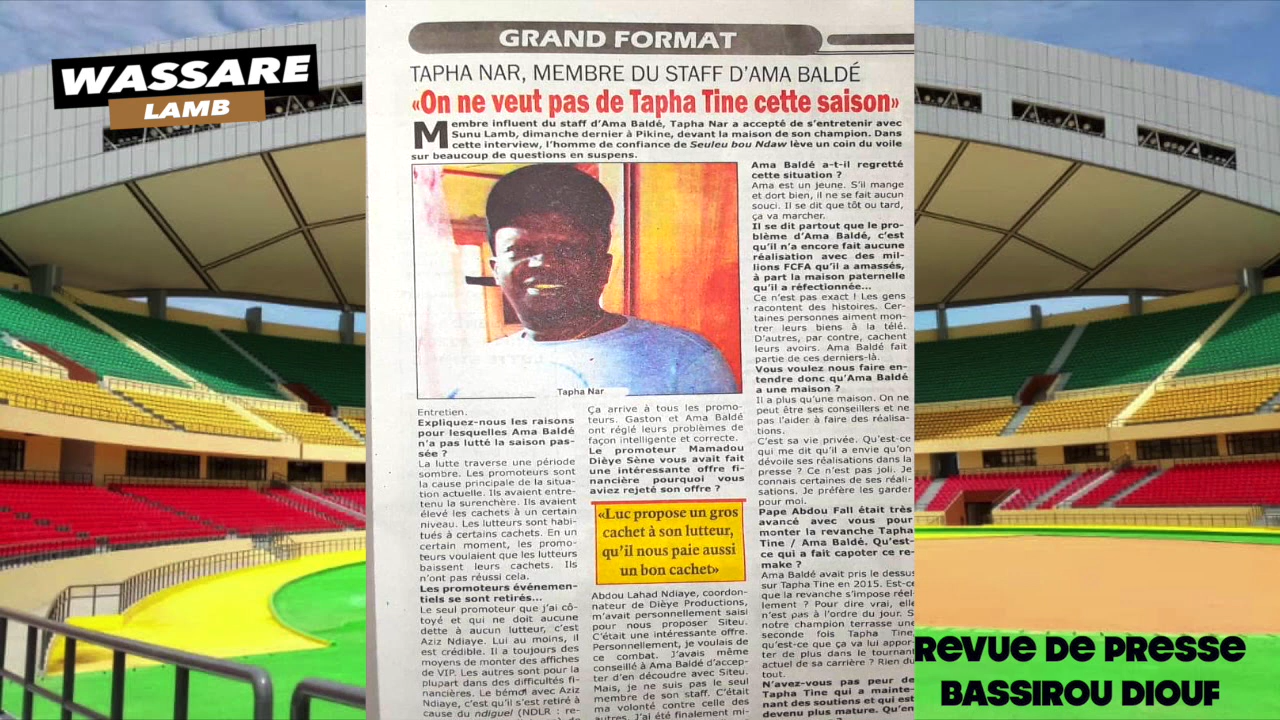 WASSARE
LAMB
GRAND FORMAT
TAPHA NAR, MEMBRE DU STAFF D'AMA BALDÉ
«On ne veut pas de Tapha Tine cette saison»
Membre influent du staff d'Ama Baldé, Tapha Nar a accepté de s'entretenir avec
Sunu Lamb, dimanche dernier à Pikine, devant la maison de son champion. Dans
cette interview, l'homme de confiance de Seuleu bou Ndaw lève un coin du voile
sur beaucoup de questions en suspens.
Tapha Nar
Entretien.
Expliquez-nous les raisons
pour lesquelles Ama Baldé
n'a pas lutté la saison pas-
sée ?
La lutte traverse une période
sombre. Les promoteurs sont
la cause principale de la situa-
tion actuelle. Ils avaient entre-
tenu la surenchère. Ils avaient
élevé les cachets à un certain
niveau. Les lutteurs sont habi-
tués à certains cachets. En un
certain moment, les promo-
teurs voulaient que les lutteurs
baissent leurs cachets. Ils
n'ont pas réussi cela.
Les promoteurs événemen-
tiels se sont retirés...
Le seul promoteur que j'ai cô-
toyé et qui ne doit aucune
dette à aucun lutteur, c'est
Aziz Ndiaye. Lui au moins, il
est crédible. Il a toujours des
moyens de monter des affiches
de VIP. Les autres sont pour la
plupart dans des difficultés fi-
nancières. Le bémol avec Aziz
Ndiaye, c'est qu'il s'est retiré à
cause du ndiguel (NDLR : re-
Ça arrive à tous les promo-
teurs. Gaston et Ama Baldé
ont réglé leurs problèmes de
façon intelligente et correcte.
Le promoteur Mamadou
Dièye Sène vous avait fait
une intéressante offre fi-
nancière pourquoi vous
aviez rejeté son offre ?
«Luc propose un gros
cachet à son lutteur,
qu'il nous paie aussi
un bon cachet»
Abdou Lahad Ndiaye, coordon-
nateur de Dièye Productions,
m'avait personnellement saisi
pour nous proposer Siteu.
C'était une intéressante offre.
Personnellement, je voulais de
ce combat. J'avais même
conseillé à Ama Baldé d'accep-
ter d'en découdre avec Siteu.
Mais, je ne suis pas le seul
membre de son staff. C'était
ma volonté contre celle des
autres. J'ai été finalement mi-
Ama Baldé a-t-il regretté
cette situation ?
Ama est un jeune. S'il mange
et dort bien, il ne se fait aucun
souci. Il se dit que tôt ou tard,
ça va marcher.
Il se dit partout que le pro-
blème d'Ama Baldé, c'est
qu'il n'a encore fait aucune
réalisation avec des mil-
lions FCFA qu'il a amassés,
à part la maison paternelle
qu'il a réfectionnée...
Ce n'est pas exact ! Les gens
racontent des histoires. Cer-
taines personnes aiment mon-
trer leurs biens à la télé.
D'autres, par contre, cachent
leurs avoirs. Ama Baldé fait
partie de ces derniers-là.
Vous voulez nous faire en-
tendre donc qu'Ama Baldé
a une maison ?
Il a plus qu'une maison. On ne
peut être ses conseillers et ne
pas l'aider à faire des réalisa-
tions.
C'est sa vie privée. Qu'est-ce
qui me dit qu'il a envie qu'on
dévoile ses réalisations dans la
presse ? Ce n'est pas joli. Je
connais certaines de ses réali-
sations. Je préfère les garder
pour moi.
Pape Abdou Fall était très
avancé avec vous pour
monter la revanche Tapha
Tine / Ama Baldé. Qu'est-
ce qui a fait capoter ce re-
make ?
Ama Baldé avait pris le dessus
sur Tapha Tine en 2015. Est-ce
que la revanche s'impose réel-
lement ? Pour dire vrai, elle
n'est pas à l'ordre du jour. S
notre champion terrasse une
seconde fois Tapha Tine,
qu'est-ce que ça va lui appor-
ter de plus dans le tournant
actuel de sa carrière ? Rien du
tout.
N'avez-vous pas peur de
Tapha Tine qui a mainte-
nant des soutiens et qui est
devenu plus mature. Qu'en
REVUE DE PRESSE
BASSIROU DIOUF